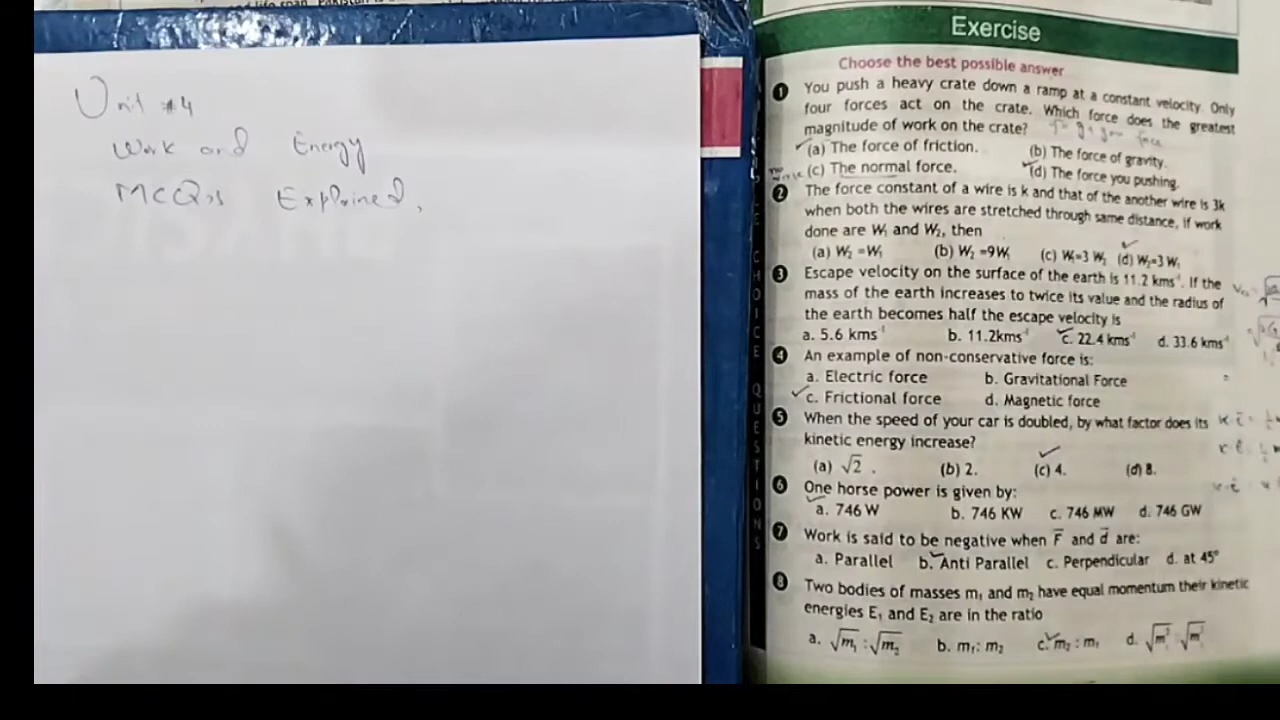 Unit #4
Work and Energy
MCQ,s Explained,
Exercise
Choose the best possible answer
1 You push a heavy crate down a ramp at a constant velocity Only
four forces act on the crate. Which force does the greatest
magnitude of work on the crate?
(a) The force of friction. (b) The force of gravity.
(c) The normal force. (d) The force you pushing.
2 The force constant of a wire is k and that of the another wire is 3k
when both the wires are stretched through same distance, if work
done are W₁ and W₂, then
(a) W₂ =W₁ (b) W₂ =9W₁ (c) W₁=3 W₂ (d) W₂=3 W₁
3 Escape velocity on the surface of the earth is 11.2 kms⁻¹. If the
mass of the earth increases to twice its value and the radius of
the earth becomes half the escape velocity is
a. 5.6 kms⁻¹ b. 11.2kms⁻¹ c. 22.4 kms⁻¹ d. 33.6 kms⁻¹
4 An example of non-conservative force is:
a. Electric force b. Gravitational Force
c. Frictional force d. Magnetic force
5 When the speed of your car is doubled, by what factor does its
kinetic energy increase?
(a) √2 . (b) 2. (c) 4. (d) 8.
6 One horse power is given by:
a. 746 W b. 746 KW c. 746 MW d. 746 GW
7 Work is said to be negative when F⃗ and d⃗ are:
a. Parallel b. Anti Parallel c. Perpendicular d. at 45°
8 Two bodies of masses m₁ and m₂ have equal momentum their kinetic
energies E₁ and E₂ are in the ratio
a. √m₁ : √m₂ b. m₁: m₂ c. m₂ : m₁ d.